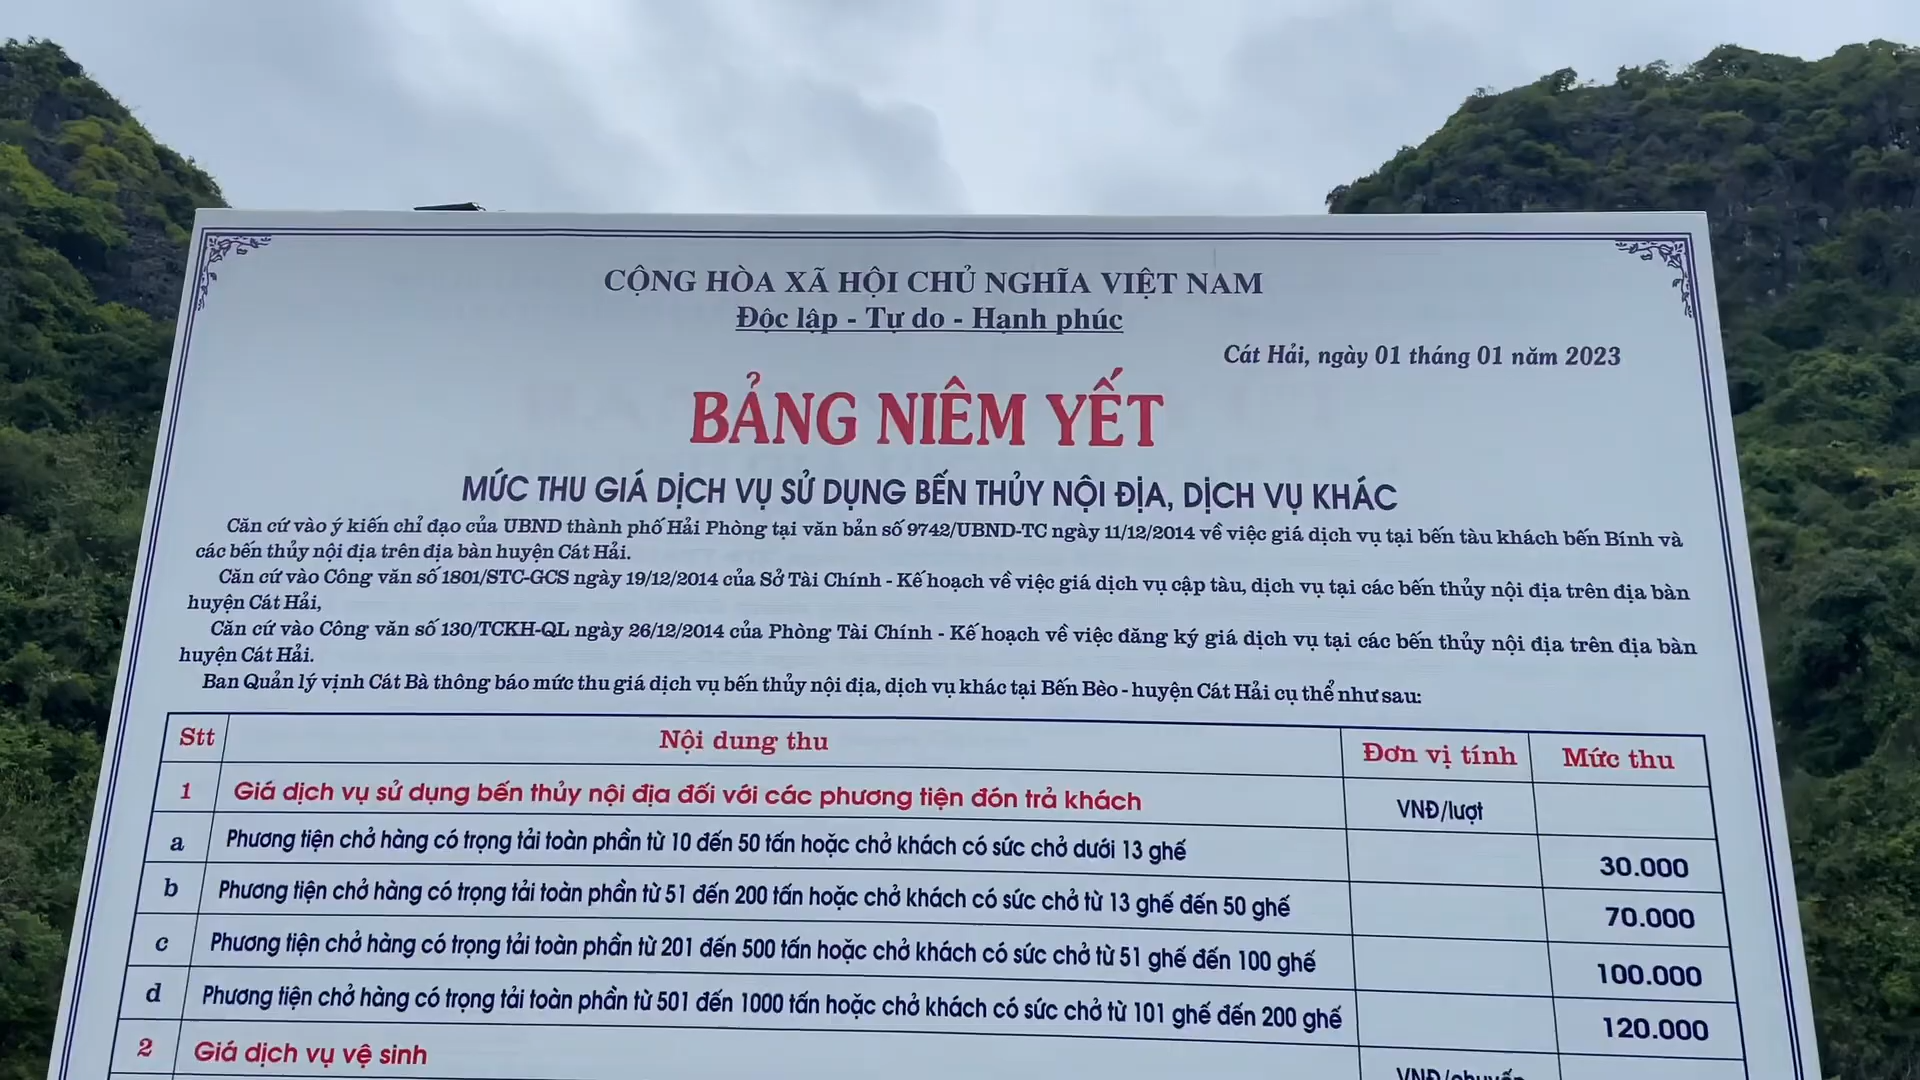 CỘNG HÒA XÃ HỘI CHỦ NGHĨA VIỆT NAM
Độc lập - Tự do - Hạnh phúc
Cát Hải, ngày 01 tháng 01 năm 2023
BẢNG NIÊM YẾT
MỨC THU GIÁ DỊCH VỤ SỬ DỤNG BẾN THỦY NỘI ĐỊA, DỊCH VỤ KHÁC
Căn cứ vào ý kiến chỉ đạo của UBND thành phố Hải Phòng tại văn bản số 9742/UBND-TC ngày 11/12/2014 về việc giá dịch vụ tại bến tàu khách bến Bính và
các bến thủy nội địa trên địa bàn huyện Cát Hải.
Căn cứ vào Công văn số 1801/STC-GCS ngày 19/12/2014 của Sở Tài Chính - Kế hoạch về việc giá dịch vụ cập tàu, dịch vụ tại các bến thủy nội địa trên địa bàn
huyện Cát Hải,
Căn cứ vào Công văn số 130/TCKH-QL ngày 26/12/2014 của Phòng Tài Chính - Kế hoạch về việc đăng ký giá dịch vụ tại các bến thủy nội địa trên địa bàn
huyện Cát Hải.
Ban Quản lý vịnh Cát Bà thông báo mức thu giá dịch vụ bến thủy nội địa, dịch vụ khác tại Bến Bèo - huyện Cát Hải cụ thể như sau:
Stt Nội dung thu Đơn vị tính Mức thu
1 Giá dịch vụ sử dụng bến thủy nội địa đối với các phương tiện đón trả khách VNĐ/lượt
a Phương tiện chở hàng có trọng tải toàn phần từ 10 đến 50 tấn hoặc chở khách có sức chở dưới 13 ghế 30.000
b Phương tiện chở hàng có trọng tải toàn phần từ 51 đến 200 tấn hoặc chở khách có sức chở từ 13 ghế đến 50 ghế 70.000
c Phương tiện chở hàng có trọng tải toàn phần từ 201 đến 500 tấn hoặc chở khách có sức chở từ 51 ghế đến 100 ghế 100.000
d Phương tiện chở hàng có trọng tải toàn phần từ 501 đến 1000 tấn hoặc chở khách có sức chở từ 101 ghế đến 200 ghế 120.000
2 Giá dịch vụ vệ sinh VNĐ/chuyến